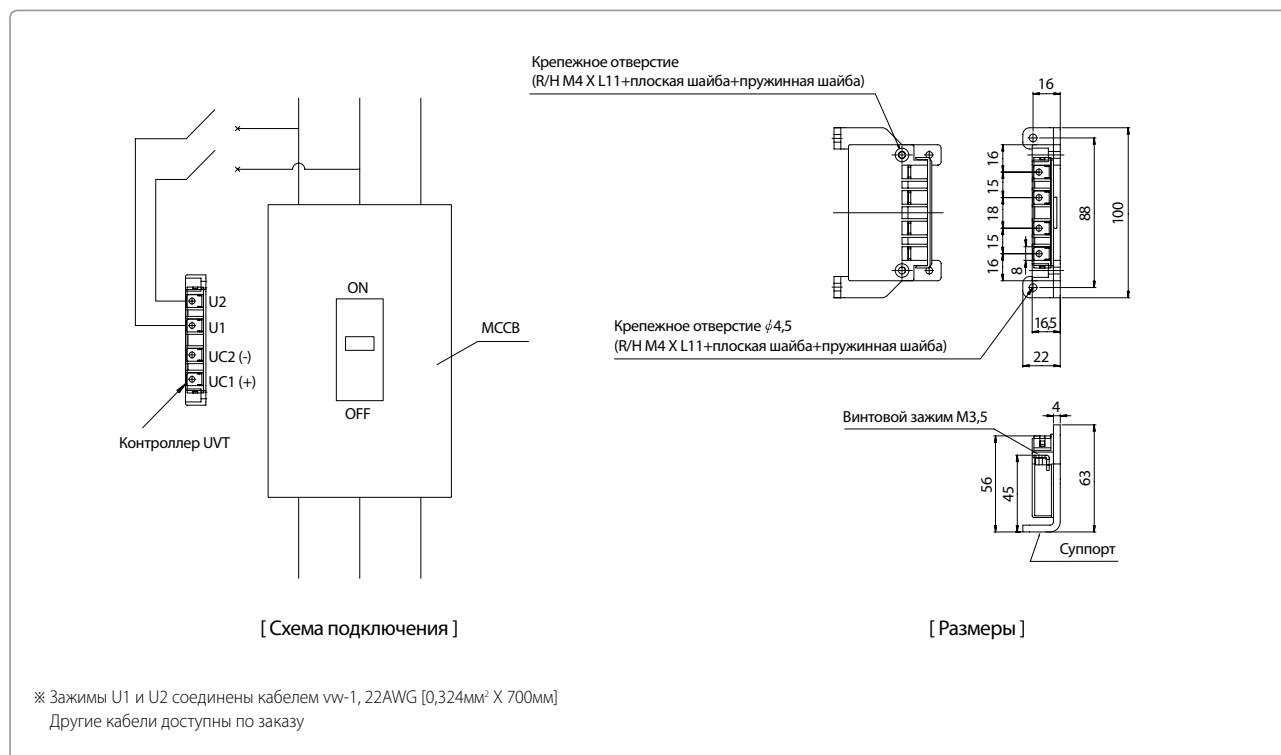 Крепежное отверстие
(R/H M4 X L11+плоская шайба+пружинная шайба)
16
16
15
18
15
16
8
88
100
16,5
22
Крепежное отверстие ϕ4,5
(R/H M4 X L11+плоская шайба+пружинная шайба)
ON
OFF
MCCB
U2
U1
UC2 (-)
UC1 (+)
Контроллер UVT
Винтовой зажим М3,5
4
56
45
63
Суппорт
[ Схема подключения ]
[ Размеры ]
※ Зажимы U1 и U2 соединены кабелем vw-1, 22AWG [0,324мм² X 700мм]
Другие кабели доступны по заказу